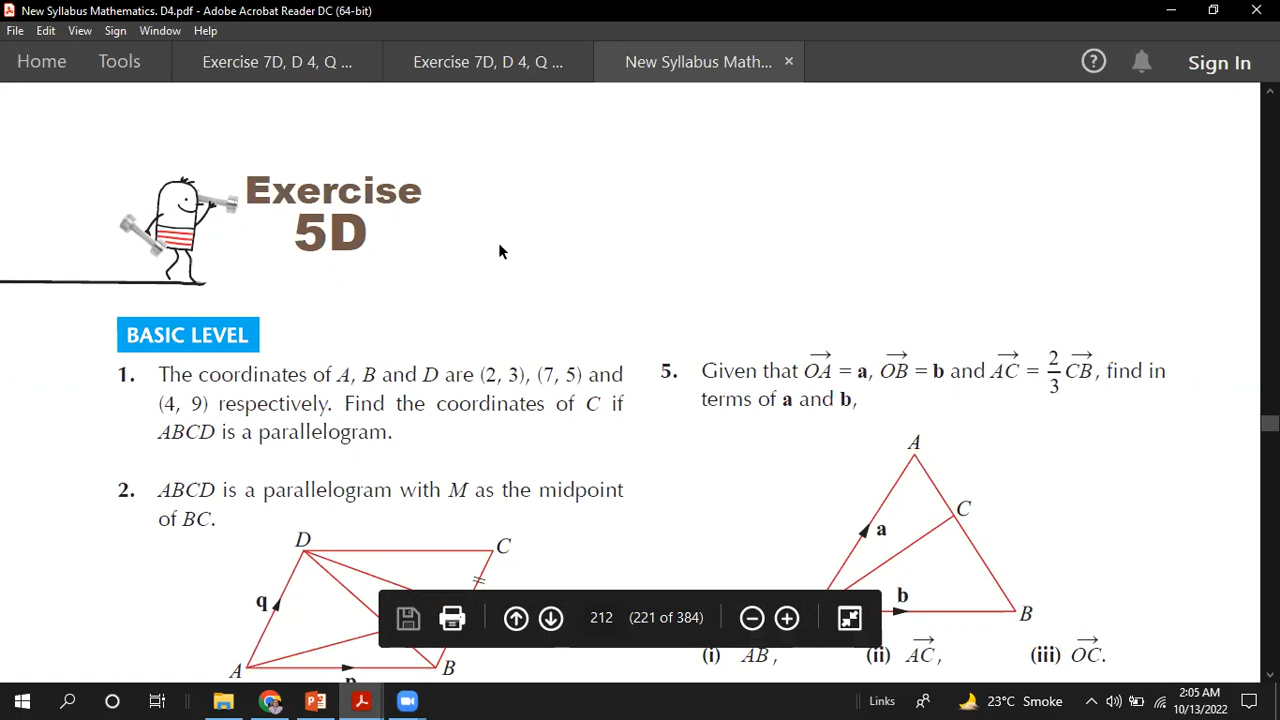 New Syllabus Mathematics. D4.pdf - Adobe Acrobat Reader DC (64-bit)
File Edit View Sign Window Help
Home Tools Exercise 7D, D 4, Q ... Exercise 7D, D 4, Q ... New Syllabus Math... × ? Sign In
Exercise
5D
BASIC LEVEL
1. The coordinates of A, B and D are (2, 3), (7, 5) and
(4, 9) respectively. Find the coordinates of C if
ABCD is a parallelogram.
2. ABCD is a parallelogram with M as the midpoint
of BC.
D
C
q
A
B
5. Given that →OA = a, →OB = b and →AC = 2/3 →CB, find in
terms of a and b,
A
C
a
b
B
(i) →AB, (ii) →AC, (iii) →OC.
212 (221 of 384)
Links 23°C Smoke 2:05 AM
10/13/2022